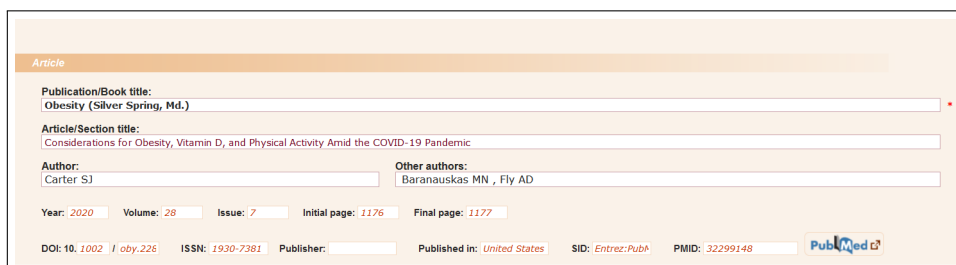 Article
Publication/Book title:
Obesity (Silver Spring, Md.)
*
Article/Section title:
Considerations for Obesity, Vitamin D, and Physical Activity Amid the COVID-19 Pandemic
Author: Other authors:
Carter SJ Baranauskas MN , Fly AD
Year: 2020 Volume: 28 Issue: 7 Initial page: 1176 Final page: 1177
DOI: 10. 1002 / oby.228 ISSN: 1930-7381 Publisher: Published in: United States SID: Entrez:PubM PMID: 32299148 PubMed